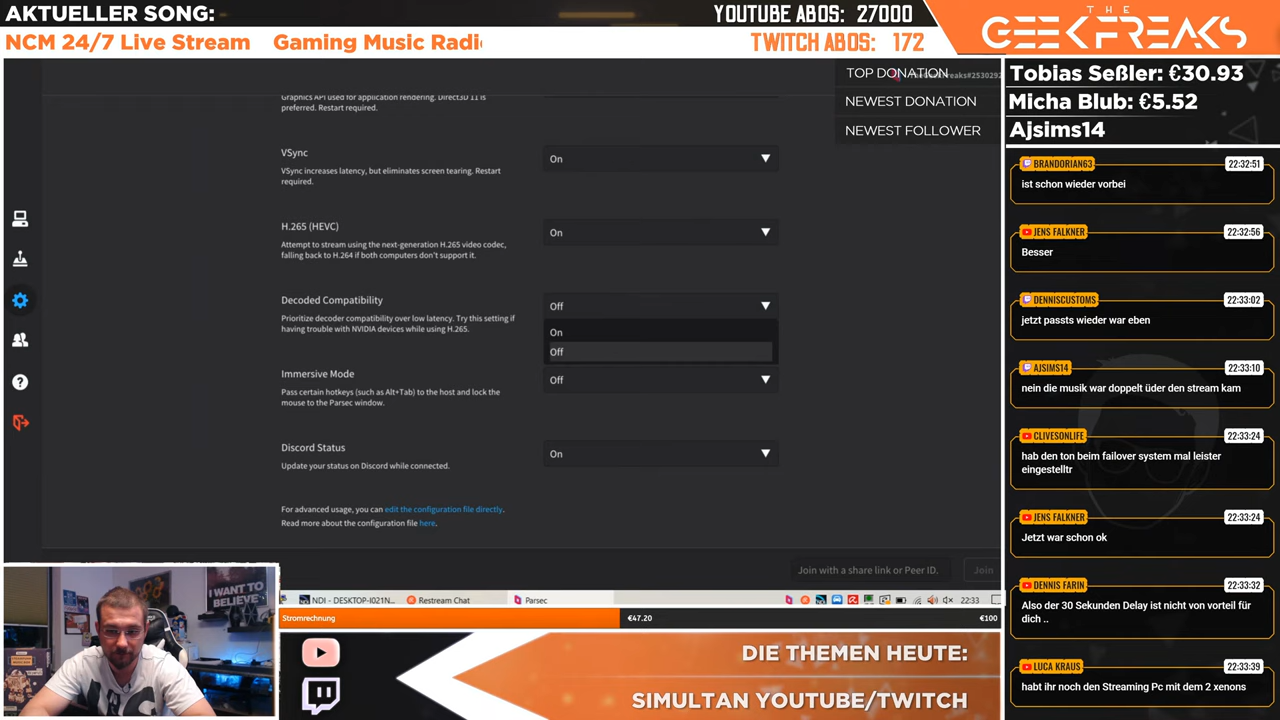 AKTUELLER SONG:
NCM 24/7 Live Stream Gaming Music Radi
YOUTUBE ABOS: 27000
TWITCH ABOS: 172
THE
GEEKFREAKS
TOP DONATION
NEWEST DONATION
NEWEST FOLLOWER
Tobias Seßler: €30.93
Micha Blub: €5.52
Ajsims14
Graphics API used for application rendering. Direct3D 11 is
preferred. Restart required.
VSync
On
VSync increases latency, but eliminates screen tearing. Restart
required.
H.265 (HEVC)
On
Attempt to stream using the next-generation H.265 video codec,
falling back to H.264 if both computers don't support it.
Decoded Compatibility
Off
Prioritize decoder compatibility over low latency. Try this setting if
having trouble with NVIDIA devices while using H.265.
On
Off
Immersive Mode
Off
Pass certain hotkeys (such as Alt+Tab) to the host and lock the
mouse to the Parsec window.
Discord Status
On
Update your status on Discord while connected.
For advanced usage, you can edit the configuration file directly.
Read more about the configuration file here.
Join with a share link or Peer ID.
Join
NDI - DESKTOP-I021N...
Restream Chat
Parsec
22:33
Stromrechnung
€47.20
€100
I WANT TO
BELIEVE
DIE THEMEN HEUTE:
SIMULTAN YOUTUBE/TWITCH
BRANDORIAN63
22:32:51
ist schon wieder vorbei
JENS FALKNER
22:32:56
Besser
DENNISCUSTOMS
22:33:02
jetzt passts wieder war eben
AJSIMS14
22:33:10
nein die musik war doppelt üder den stream kam
CLIVESONLIFE
22:33:24
hab den ton beim failover system mal leister
eingestelltr
JENS FALKNER
22:33:24
Jetzt war schon ok
DENNIS FARIN
22:33:32
Also der 30 Sekunden Delay ist nicht von vorteil für
dich ..
LUCA KRAUS
22:33:39
habt ihr noch den Streaming Pc mit dem 2 xenons